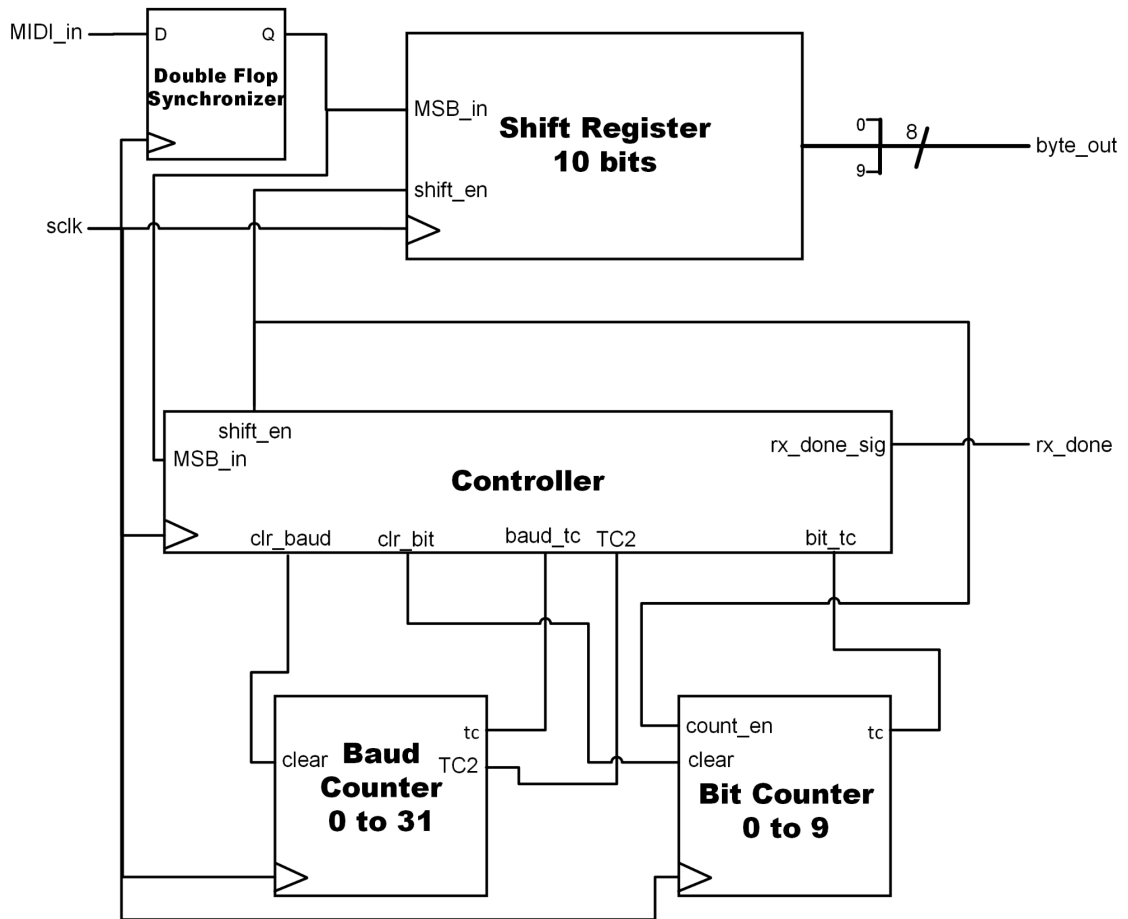 MIDI_in
D
Q
Double Flop
Synchronizer
MSB_in
Shift Register
10 bits
0
8
9
byte_out
shift_en
sclk
shift_en
MSB_in
rx_done_sig
rx_done
Controller
clr_baud
clr_bit
baud_tc
TC2
bit_tc
clear
tc
TC2
Baud
Counter
0 to 31
count_en
tc
clear
Bit Counter
0 to 9